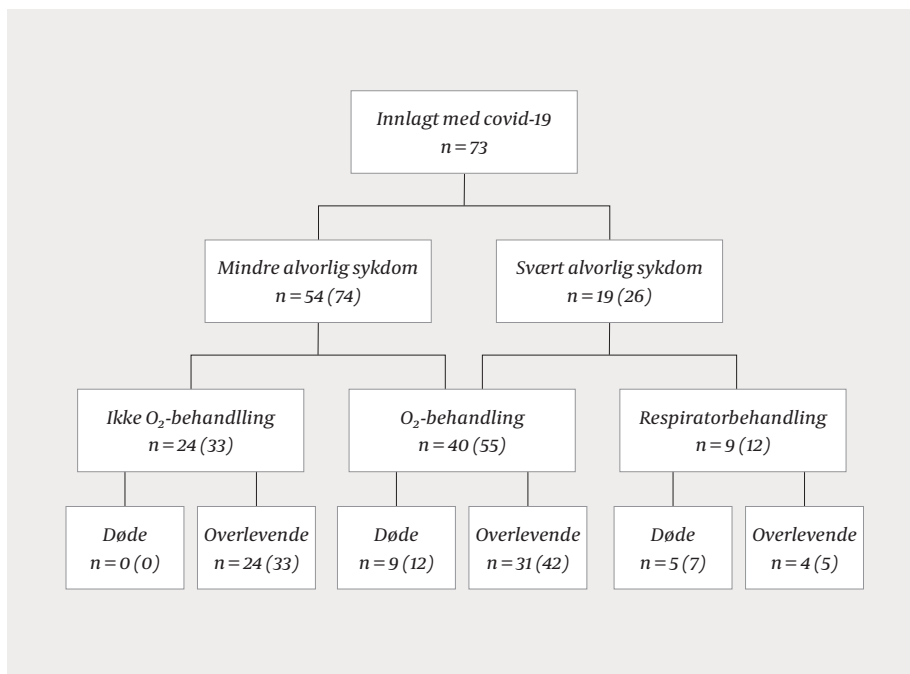 Innlagt med covid-19
n = 73
Mindre alvorlig sykdom
n = 54 (74)
Svært alvorlig sykdom
n = 19 (26)
Ikke O₂-behandlling
n = 24 (33)
O₂-behandling
n = 40 (55)
Respiratorbehandling
n = 9 (12)
Døde
n = 0 (0)
Overlevende
n = 24 (33)
Døde
n = 9 (12)
Overlevende
n = 31 (42)
Døde
n = 5 (7)
Overlevende
n = 4 (5)